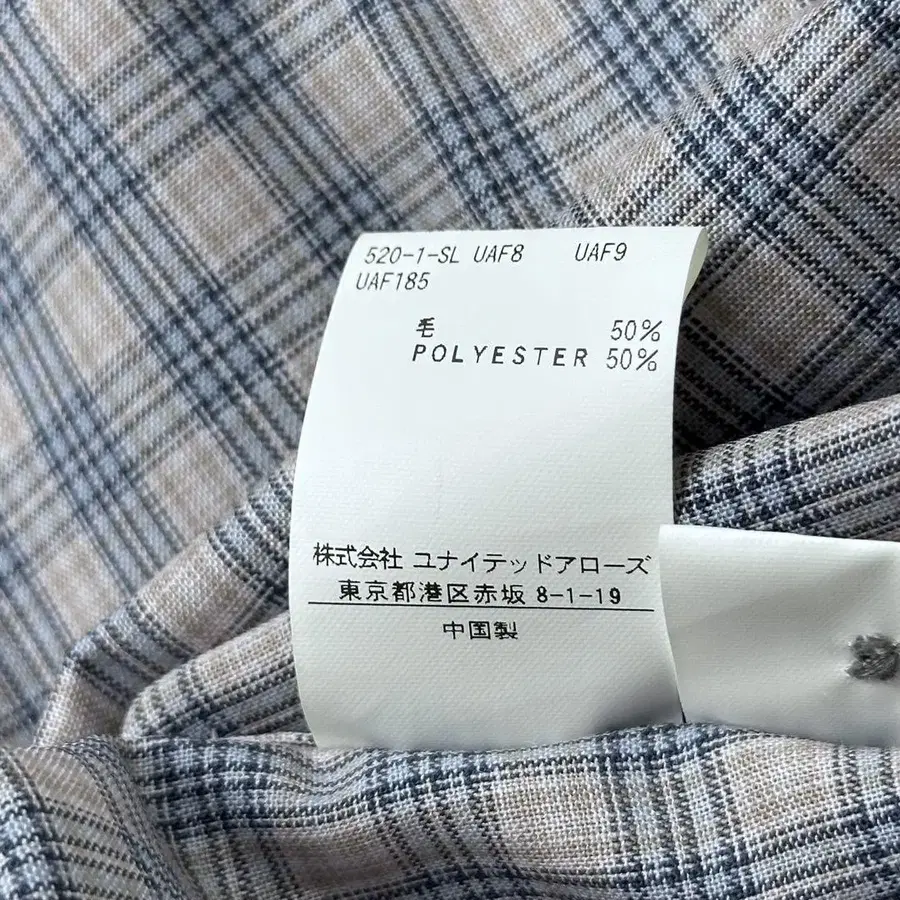 520-1-SL UAF8 UAF9
UAF185
毛 50%
POLYESTER 50%
株式会社 ユナイテッドアローズ
東京都港区赤坂 8-1-19
中国製